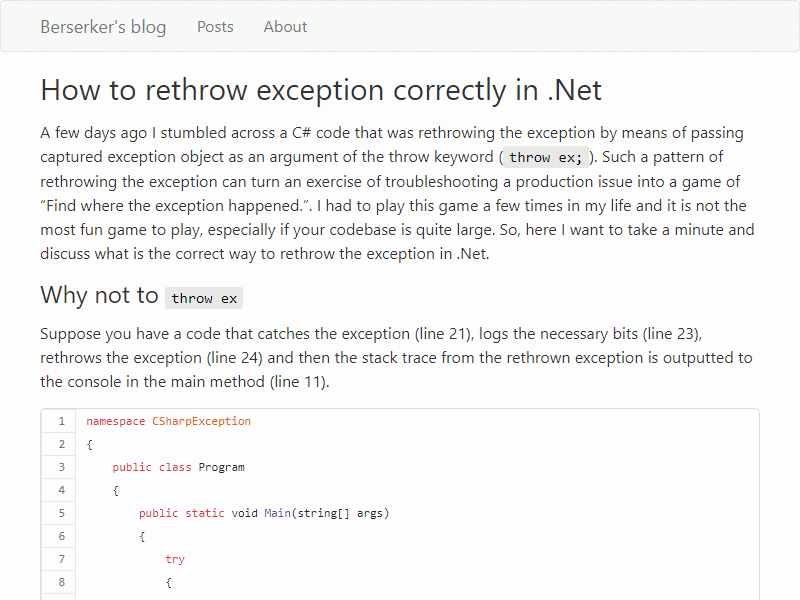 Berserker's blog Posts About
How to rethrow exception correctly in .Net
A few days ago I stumbled across a C# code that was rethrowing the exception by means of passing
captured exception object as an argument of the throw keyword ( throw ex; ). Such a pattern of
rethrowing the exception can turn an exercise of troubleshooting a production issue into a game of
“Find where the exception happened.”. I had to play this game a few times in my life and it is not the
most fun game to play, especially if your codebase is quite large. So, here I want to take a minute and
discuss what is the correct way to rethrow the exception in .Net.
Why not to throw ex
Suppose you have a code that catches the exception (line 21), logs the necessary bits (line 23),
rethrows the exception (line 24) and then the stack trace from the rethrown exception is outputted to
the console in the main method (line 11).
1 namespace CSharpException
2 {
3 public class Program
4 {
5 public static void Main(string[] args)
6 {
7 try
8 {